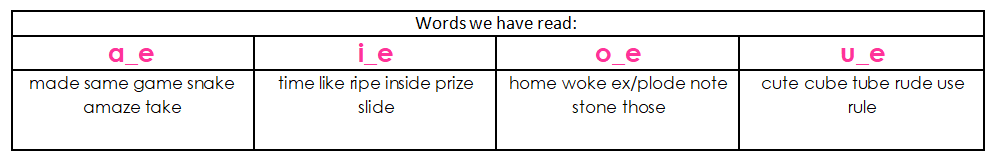 Words we have read:
a_e
i_e
o_e
u_e
made same game snake
amaze take
time like ripe inside prize
slide
home woke ex/plode note
stone those
cute cube tube rude use
rule